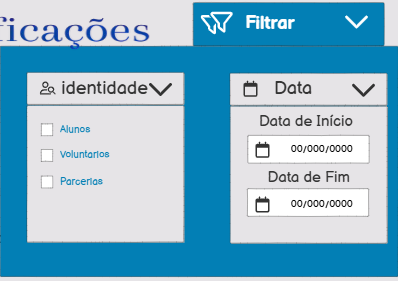 ficações
Filtrar
identidade
Alunos
Voluntarios
Parcerias
Data
Data de Início
00/000/0000
Data de Fim
00/000/0000